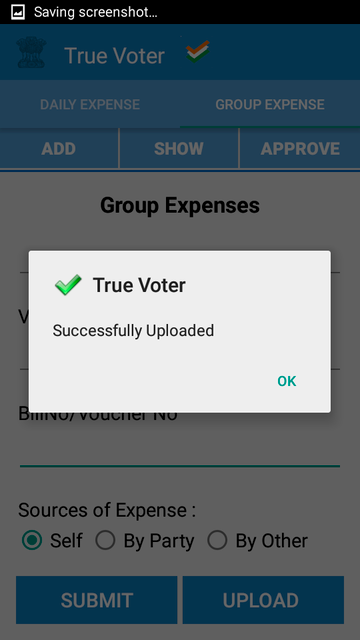 Saving screenshot...
True Voter
DAILY EXPENSE GROUP EXPENSE
ADD SHOW APPROVE
Group Expenses
True Voter
Successfully Uploaded
OK
BillNo/Voucher No
Sources of Expense :
Self By Party By Other
SUBMIT UPLOAD